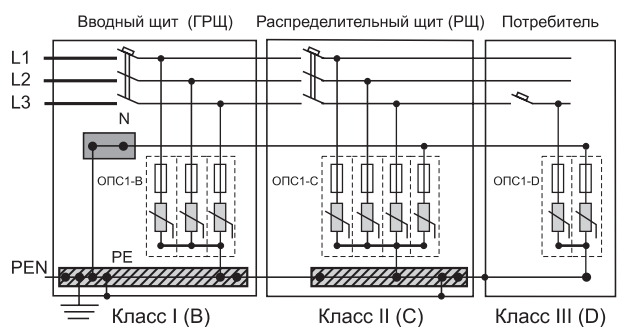 Вводный щит (ГРЩ)
Распределительный щит (РЩ)
Потребитель
L1
L2
L3
N
ОПС1-В
ОПС1-С
ОПС1-D
PEN
PE
Класс I (В)
Класс II (С)
Класс III (D)